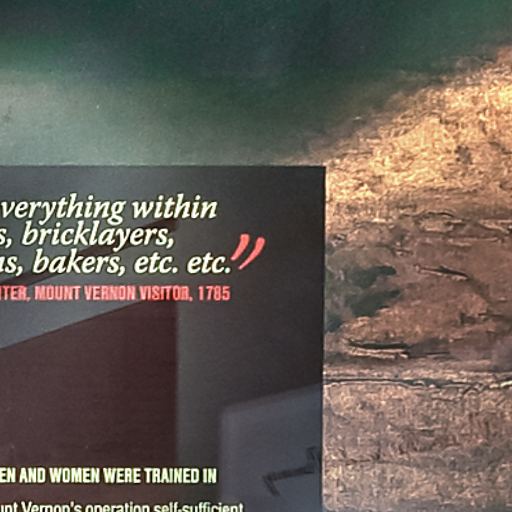 verything within
s, bricklayers,
s, bakers, etc. etc.”
TER, MOUNT VERNON VISITOR, 1785
EN AND WOMEN WERE TRAINED IN
unt Vernon's operation self-sufficient